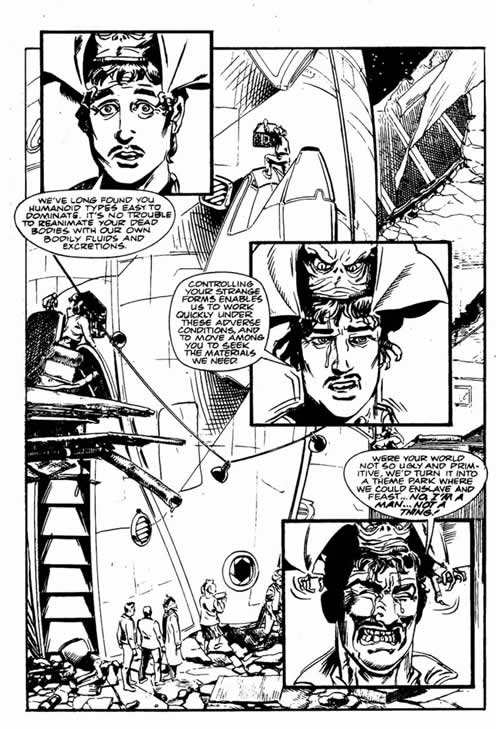 WE'VE LONG FOUND YOU
HUMANOID TYPES EASY TO
DOMINATE. IT'S NO TROUBLE
TO REANIMATE YOUR DEAD
BODIES WITH OUR OWN
BODILY FLUIDS AND
EXCRETIONS.
CONTROLLING
YOUR STRANGE
FORMS ENABLES
US TO WORK
QUICKLY UNDER
THESE ADVERSE
CONDITIONS, AND
TO MOVE AMONG
YOU TO SEEK
THE MATERIALS
WE NEED.
WERE YOUR WORLD
NOT SO UGLY AND PRIM-
ITIVE, WE'D TURN IT INTO
A THEME PARK WHERE
WE COULD ENSLAVE AND
FEAST... NO, I'M A
MAN... NOT A
THING!